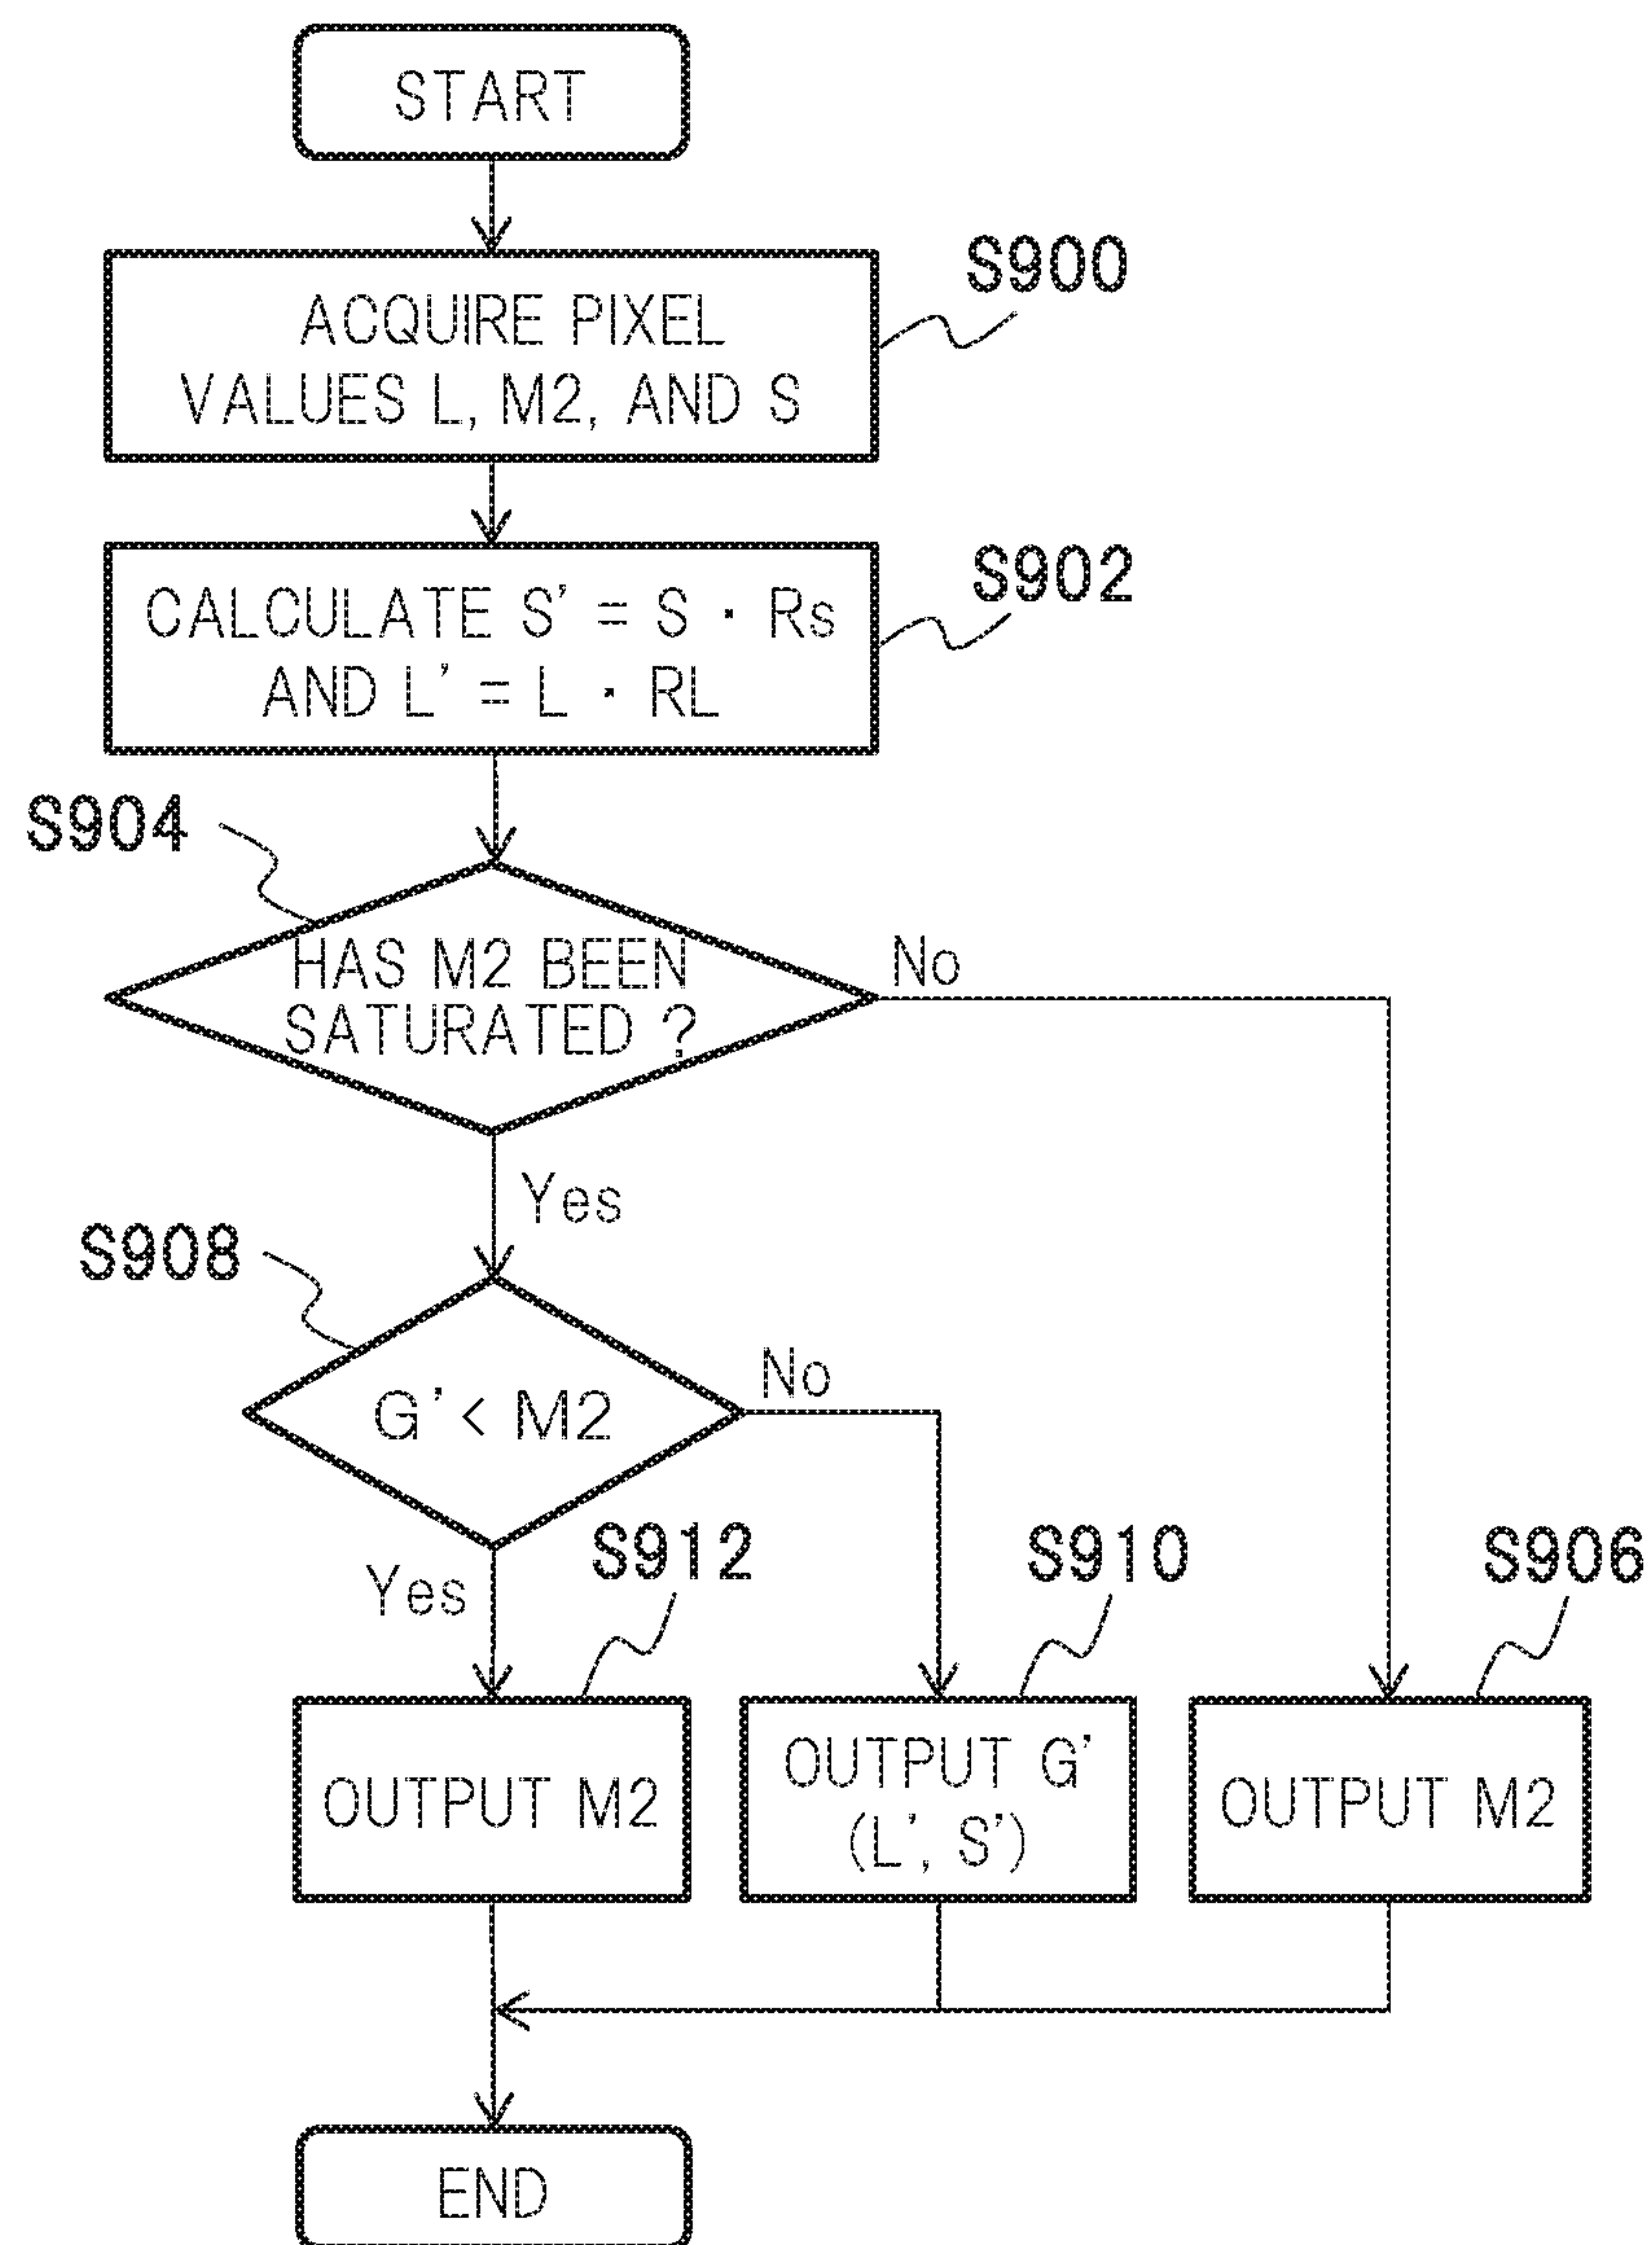 START
S900
ACQUIRE PIXEL
VALUES L, M2, AND S
S902
CALCULATE S' = S · Rs
AND L' = L · RL
S904
HAS M2 BEEN
SATURATED ?
No
Yes
S908
G' < M2
No
Yes
S912
S910
S906
OUTPUT M2
OUTPUT G'
(L', S')
OUTPUT M2
END